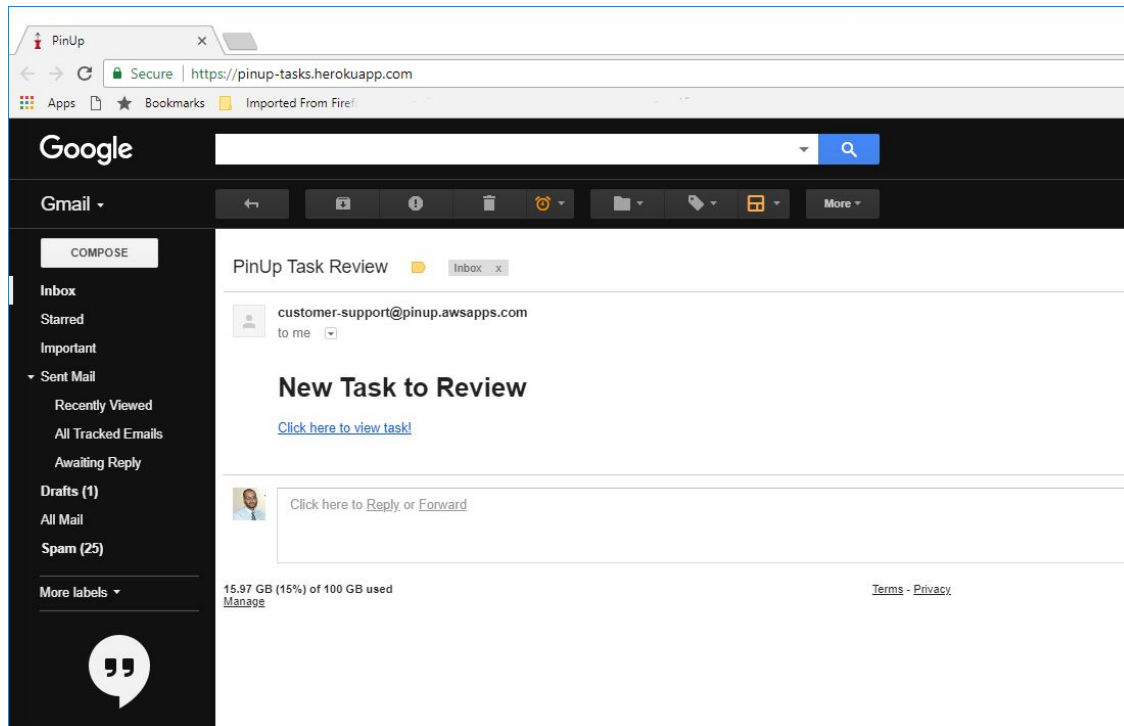 PinUp
Secure | https://pinup-tasks.herokuapp.com
Apps Bookmarks Imported From Firef
Google
Gmail
More
COMPOSE
PinUp Task Review Inbox x
Inbox
customer-support@pinup.awsapps.com
Starred
to me
Important
Sent Mail
New Task to Review
Recently Viewed
Click here to view task!
All Tracked Emails
Awaiting Reply
Drafts (1)
Click here to Reply or Forward
All Mail
Spam (25)
More labels
15.97 GB (15%) of 100 GB used
Terms - Privacy
Manage